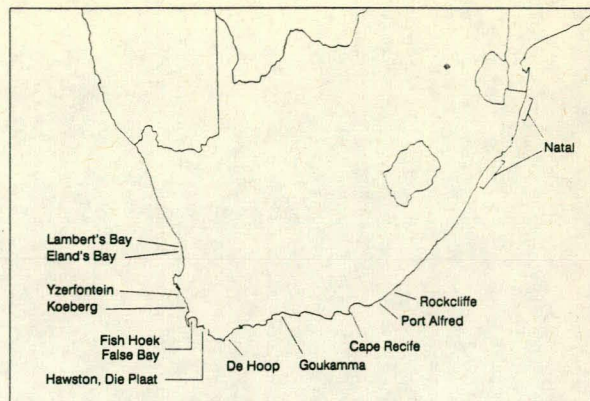 Natal
Lambert's Bay
Eland's Bay
Yzerfontein
Koeberg
Rockcliffe
Port Alfred
Fish Hoek
False Bay
Cape Recife
De Hoop
Goukamma
Hawston, Die Plaat